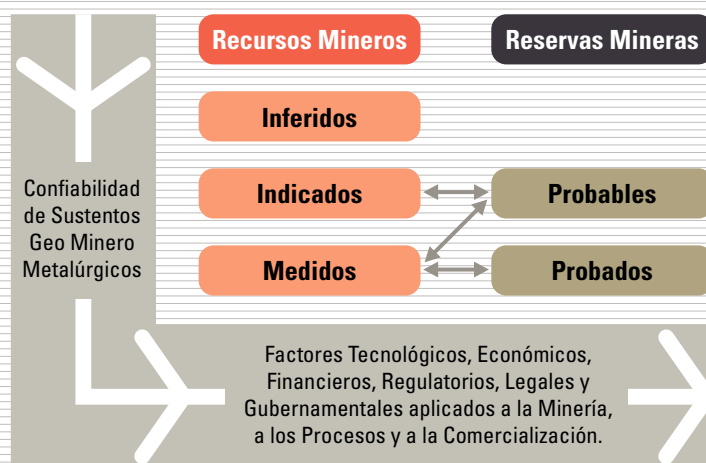 Recursos Mineros
Reservas Mineras
Inferidos
Indicados
Probables
Medidos
Probados
Confiabilidad
de Sustentos
Geo Minero
Metalúrgicos
Factores Tecnológicos, Económicos,
Financieros, Regulatorios, Legales y
Gubernamentales aplicados a la Minería,
a los Procesos y a la Comercialización.